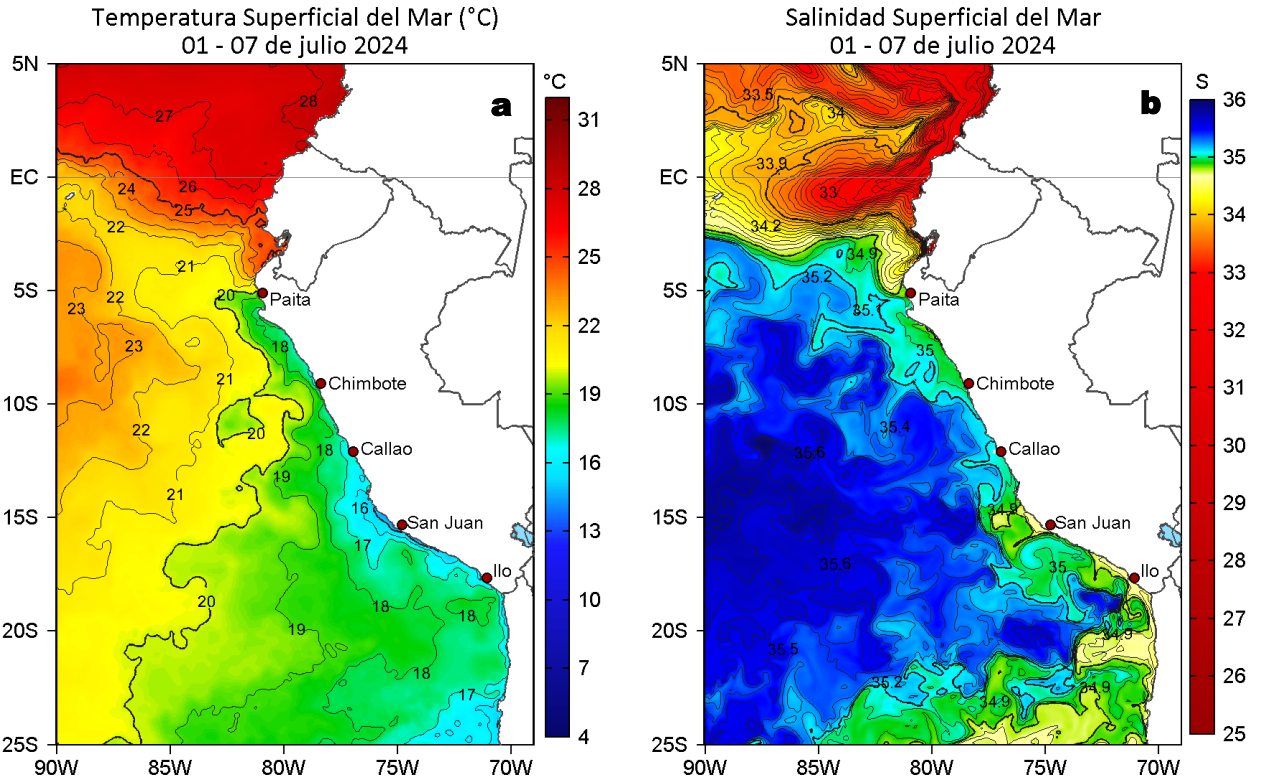 Temperatura Superficial del Mar (°C)
01 - 07 de julio 2024
5N
EC
5S
10S
15S
20S
25S
90W
85W
80W
75W
70W
a
27
28
26
24
25
22
21
20
22
23
23
18
21
22
20
18
19
21
16
17
20
18
18
19
18
17
Paita
Chimbote
Callao
San Juan
Ilo
°C
31
28
25
22
19
16
13
10
7
4
Salinidad Superficial del Mar
01 - 07 de julio 2024
5N
EC
5S
10S
15S
20S
25S
90W
85W
80W
75W
70W
b
33.5
34
33.9
33
34.2
34.9
35.2
35.1
35
35.4
35.6
34.9
35.6
35
34.9
35.5
35.2
34.9
34.9
Paita
Chimbote
Callao
San Juan
Ilo
S
36
35
34
33
32
31
30
29
28
27
26
25